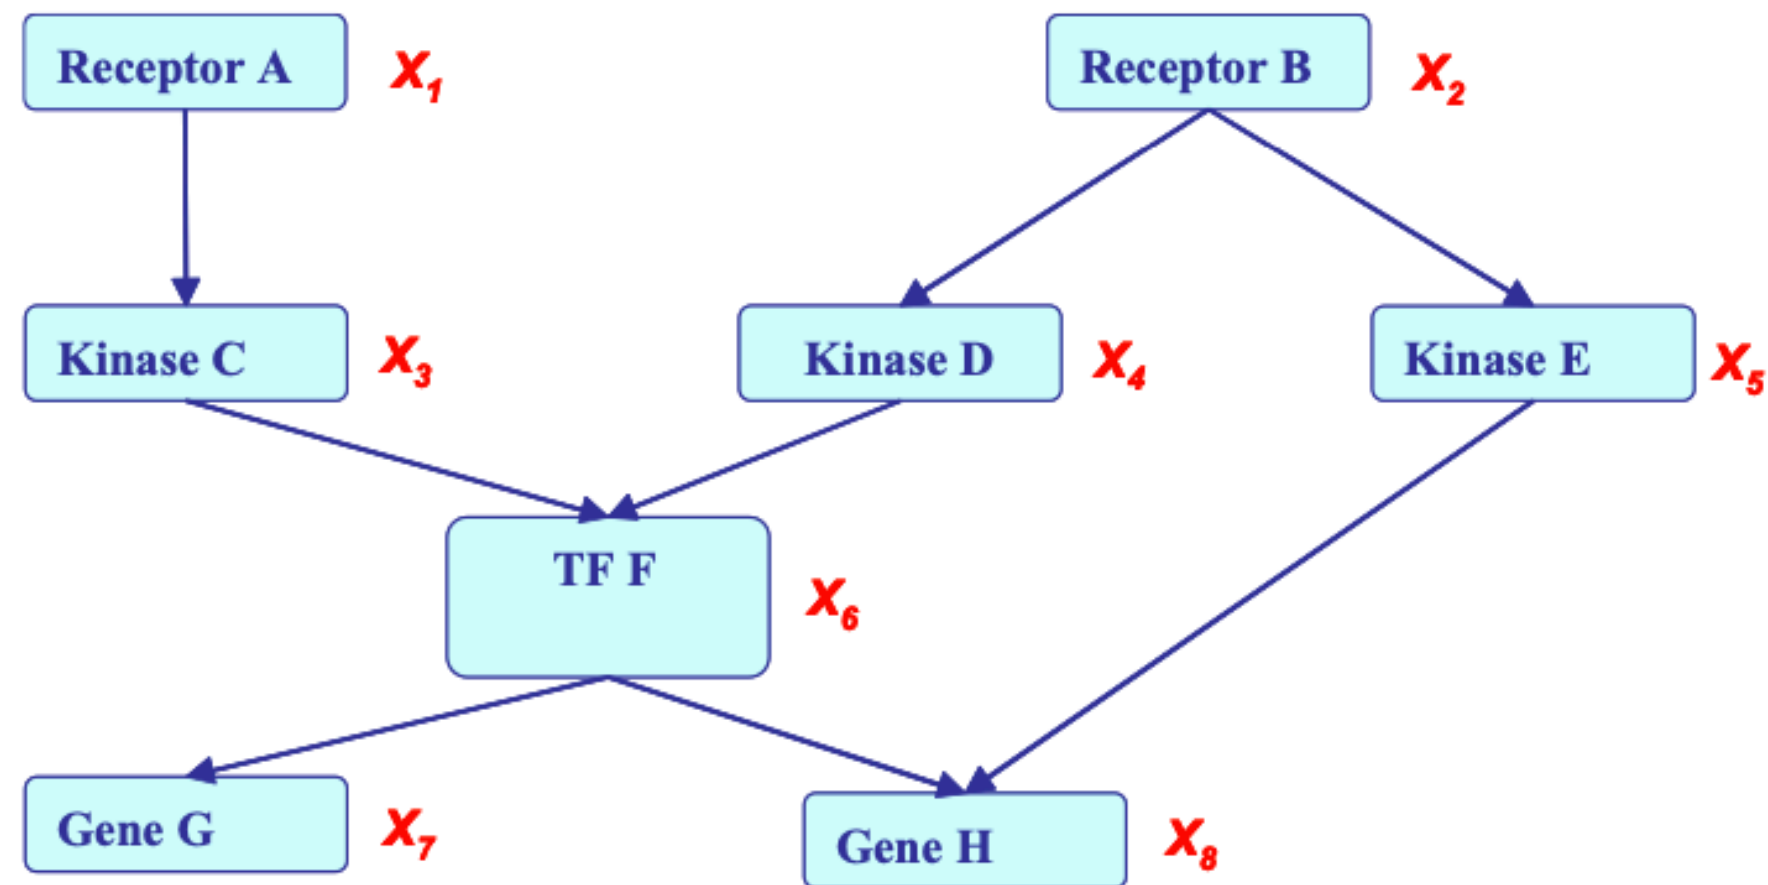 Receptor A X1 Receptor B X2
Kinase C X3 Kinase D X4 Kinase E X5
TF F X6
Gene G X7 Gene H X8